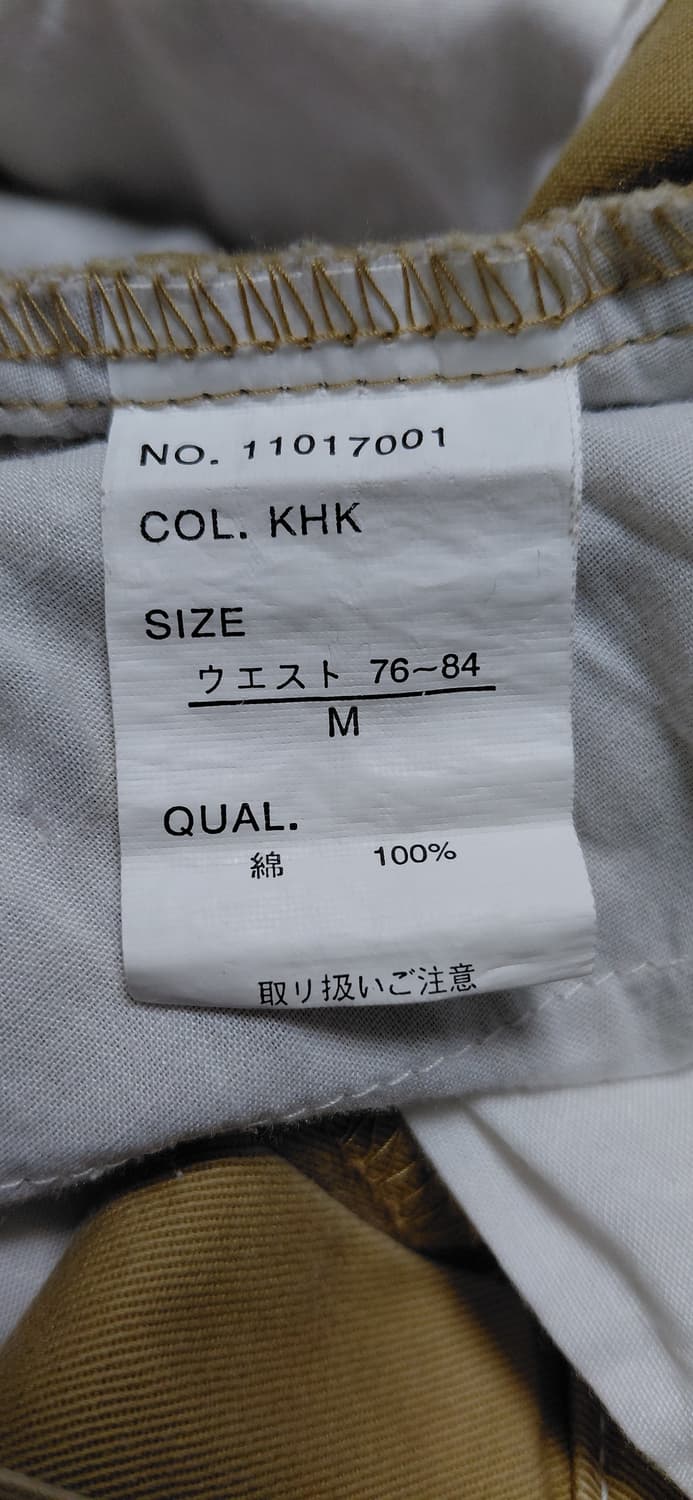 NO. 11017001
COL. KHK
SIZE
ウエスト 76~84
M
QUAL.
綿 100%
取り扱いご注意